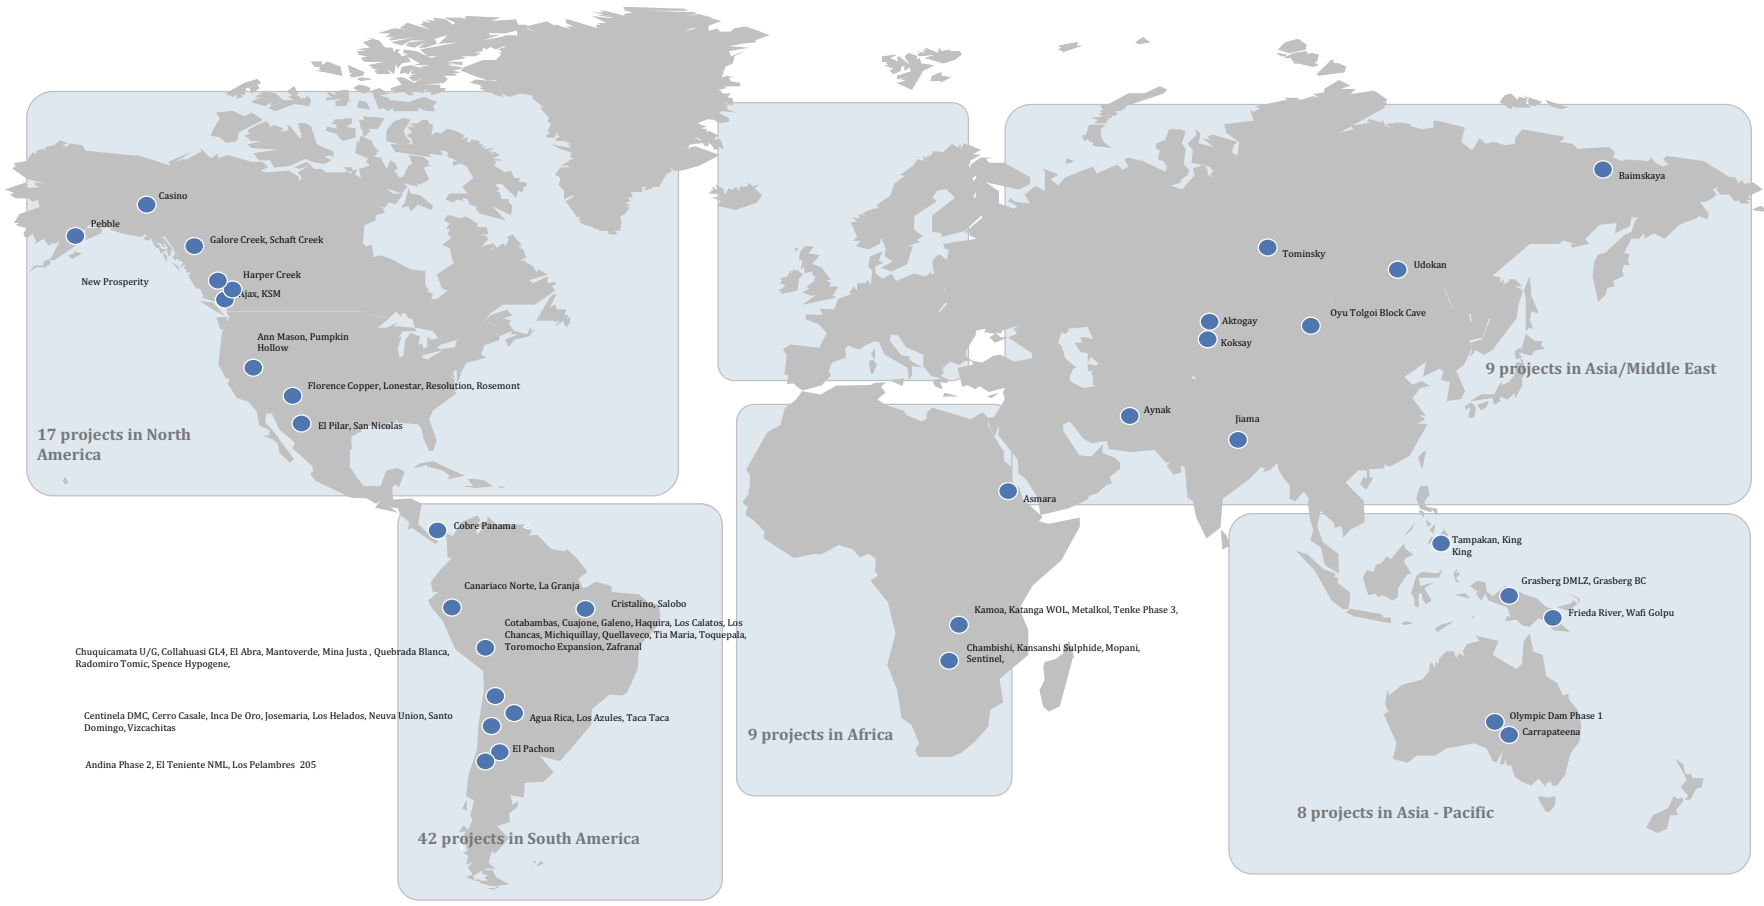 Casino
Pebble
Galore Creek, Schaft Creek
New Prosperity
Harper Creek
Ajax, KSM
Ann Mason, Pumpkin
Hollow
Florence Copper, Lonestar, Resolution, Rosemont
El Pilar, San Nicolas
17 projects in North
America
Cobre Panama
Canariaco Norte, La Granja
Cristalino, Salobo
Cotabambas, Cuajone, Galeno, Haquira, Los Calatos, Los
Chancas, Michiquillay, Quellaveco, Tia Maria, Toquepala,
Toromocho Expansion, Zafranal
Chuquicamata U/G, Collahuasi GL4, El Abra, Mantoverde, Mina Justa , Quebrada Blanca,
Radomiro Tomic, Spence Hypogene,
Centinela DMC, Cerro Casale, Inca De Oro, Josemaria, Los Helados, Neuva Union, Santo
Domingo, Vizcachitas
Agua Rica, Los Azules, Taca Taca
El Pachon
Andina Phase 2, El Teniente NML, Los Pelambres 205
42 projects in South America
Asmara
Kamoa, Katanga WOL, Metalkol, Tenke Phase 3,
Chambishi, Kansanshi Sulphide, Mopani,
Sentinel,
9 projects in Africa
Baimskaya
Tominsky
Udokan
Aktogay
Oyu Tolgoi Block Cave
Koksay
9 projects in Asia/Middle East
Aynak
Jiama
Tampakan, King
King
Grasberg DMLZ, Grasberg BC
Frieda River, Wafi Golpu
Olympic Dam Phase 1
Carrapateena
8 projects in Asia - Pacific